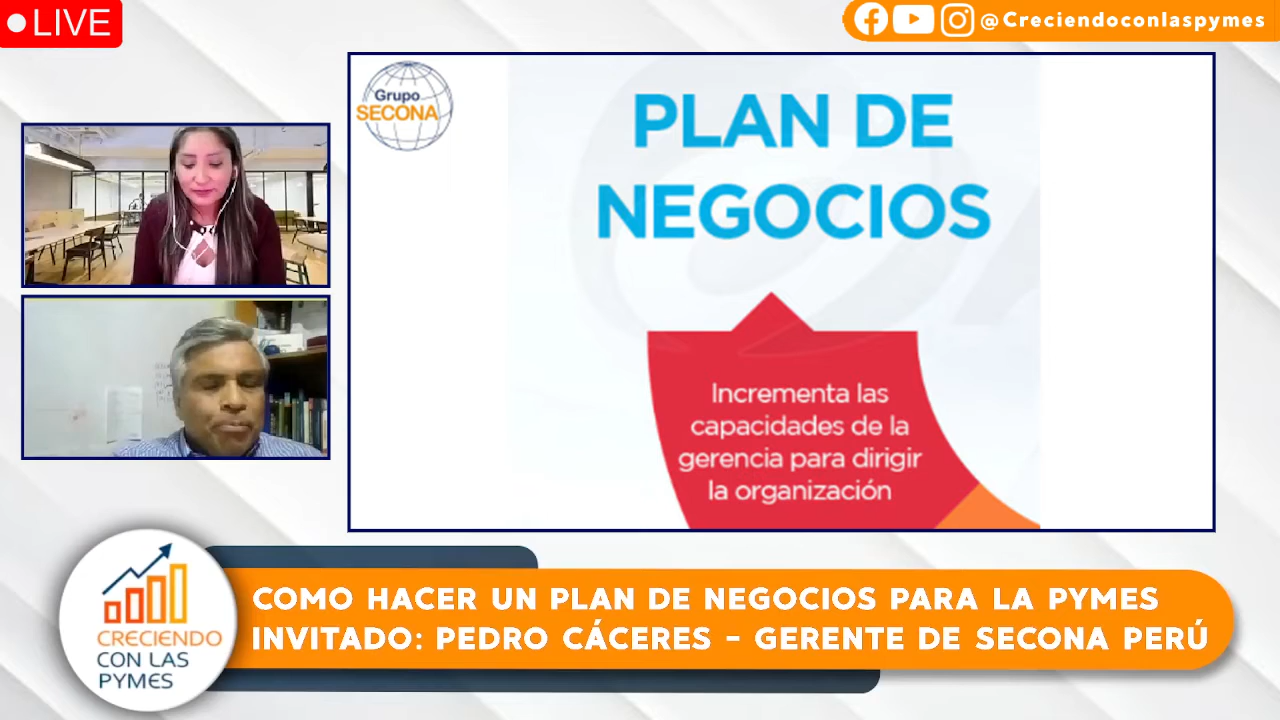 LIVE
@Creciendoconlaspymes
Grupo
SECONA
PLAN DE
NEGOCIOS
Incrementa las
capacidades de la
gerencia para dirigir
la organización
CRECIENDO
CON LAS
PYMES
COMO HACER UN PLAN DE NEGOCIOS PARA LA PYMES
INVITADO: PEDRO CÁCERES - GERENTE DE SECONA PERÚ